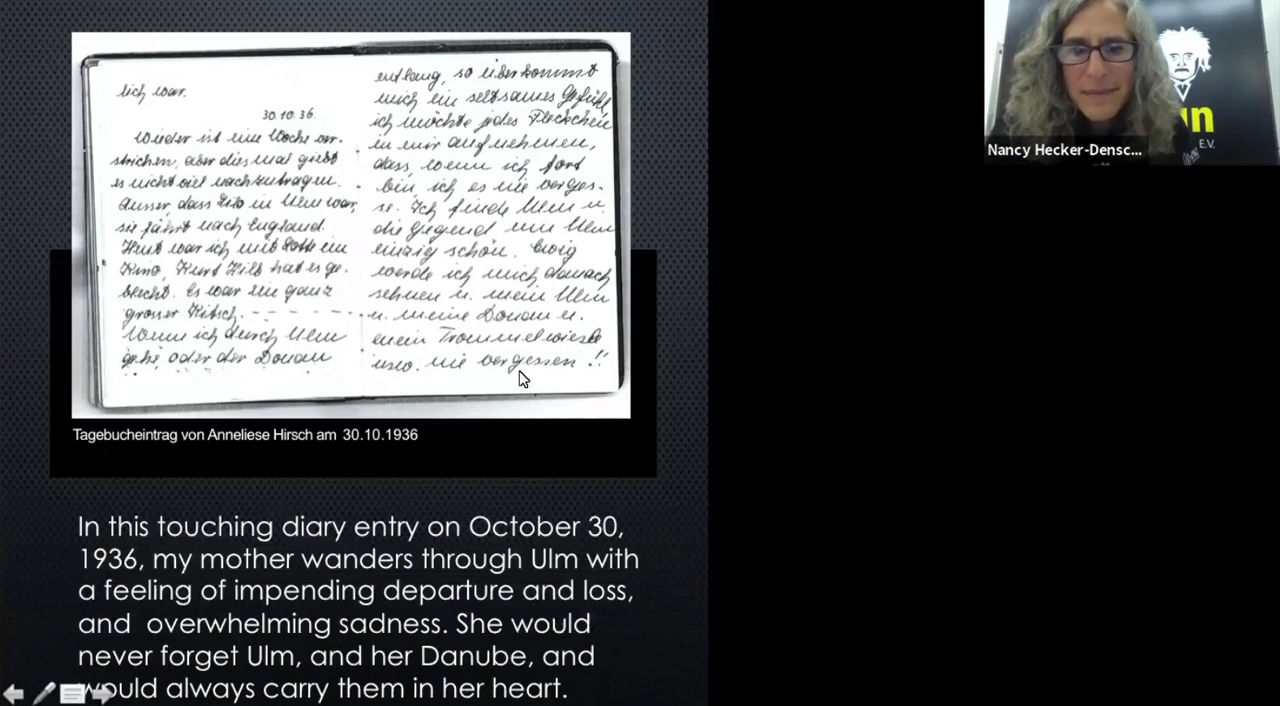 lich war.
30.10.36.
Wieder ist eine Woche ver-
strichen, aber dies mal giebt
es nicht viel nachzutragen.
Ausser, dass in Ulm war,
sie fährt nach England.
Heut war ich mit Lotte im
Kino, Kurt Hilb hat es ge-
blecht. Es war ein ganz
grosser Kitsch. - - - - - - -
Wenn ich durch Ulm
gehe oder der Donau
entlang, so überkommt
mich ein seltsames Gefühl,
ich möchte jedes Fleckchen
in mir aufnehmen,
dass, wenn ich fort
bin, ich es nie verges-
se. Ich finde Ulm u.
die Gegend um Ulm
einzig schön. Ewig
werde ich mich danach
sehnen u. mein Ulm
u. meine Donau u.
mein
usw. nie vergessen !!
Tagebucheintrag von Anneliese Hirsch am 30.10.1936
In this touching diary entry on October 30,
1936, my mother wanders through Ulm with
a feeling of impending departure and loss,
and overwhelming sadness. She would
never forget Ulm, and her Danube, and
would always carry them in her heart.
n
E.V.
Nancy Hecker-Densc...